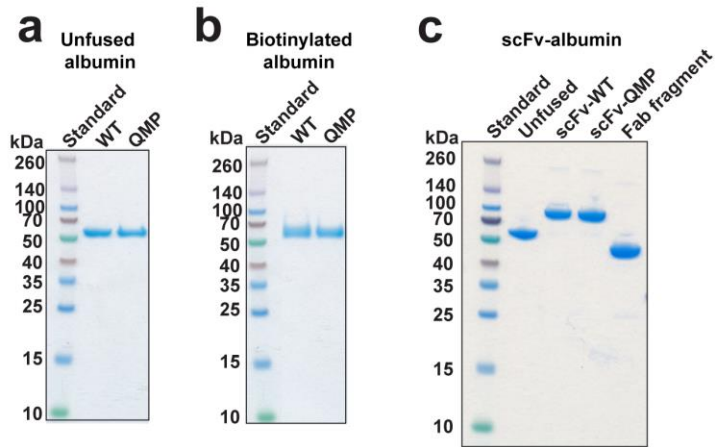 a
Unfused
albumin
kDa
Standard
WT
QMP
260
140
100
70
50
40
35
25
15
10
b
Biotinylated
albumin
kDa
Standard
WT
QMP
260
140
100
70
50
40
35
25
15
10
c
scFv-albumin
kDa
Standard
Unfused
scFv-WT
scFv-QMP
Fab fragment
260
140
100
70
50
40
35
25
15
10